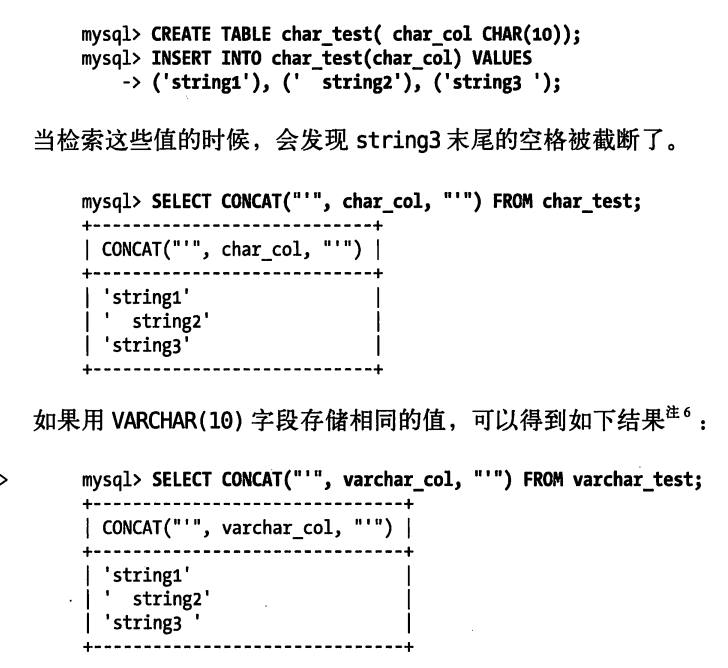 mysql> CREATE TABLE char_test( char_col CHAR(10));
mysql> INSERT INTO char_test(char_col) VALUES
    -> ('string1'), ('  string2'), ('string3 ');
当检索这些值的时候，会发现 string3 末尾的空格被截断了。
mysql> SELECT CONCAT("'", char_col, "'") FROM char_test;
+----------------------------+
| CONCAT("'", char_col, "'") |
+----------------------------+
| 'string1'                  |
| '  string2'                |
| 'string3'                  |
+----------------------------+
如果用 VARCHAR(10) 字段存储相同的值，可以得到如下结果注6：
> mysql> SELECT CONCAT("'", varchar_col, "'") FROM varchar_test;
+-------------------------------+
| CONCAT("'", varchar_col, "'") |
+-------------------------------+
| 'string1'                     |
| '  string2'                   |
| 'string3 '                    |
+-------------------------------+